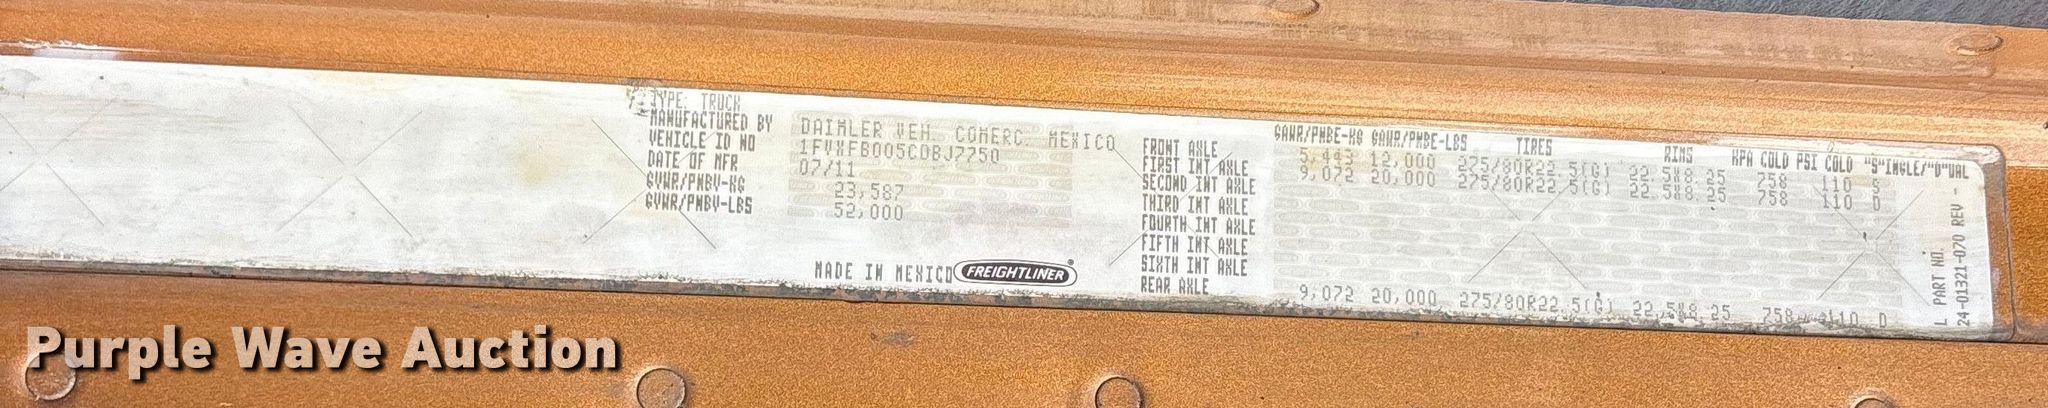 TYPE: TRUCK
MANUFACTURED BY DAIMLER VEH. COMERC. MEXICO
VEHICLE ID NO 1FVXFB005CDBJ7750
DATE OF MFR 07/11
GVWR/PNBV-KG 23,587
GVWR/PNBV-LBS 52,000
MADE IN MEXICO FREIGHTLINER®
GAWR/PNBE-KG GAWR/PNBE-LBS TIRES RIMS KPA COLD PSI COLD "S"INGLE/"D"UAL
FRONT AXLE 5,443 12,000 275/80R22.5(G) 22.5X8.25 758 110 S
FIRST INT AXLE 9,072 20,000 275/80R22.5(G) 22.5X8.25 758 110 D
SECOND INT AXLE
THIRD INT AXLE
FOURTH INT AXLE
FIFTH INT AXLE
SIXTH INT AXLE
REAR AXLE 9,072 20,000 275/80R22.5(G) 22.5X8.25 758 110 D
L PART NO.
24-01321-070 REV -
Purple Wave Auction